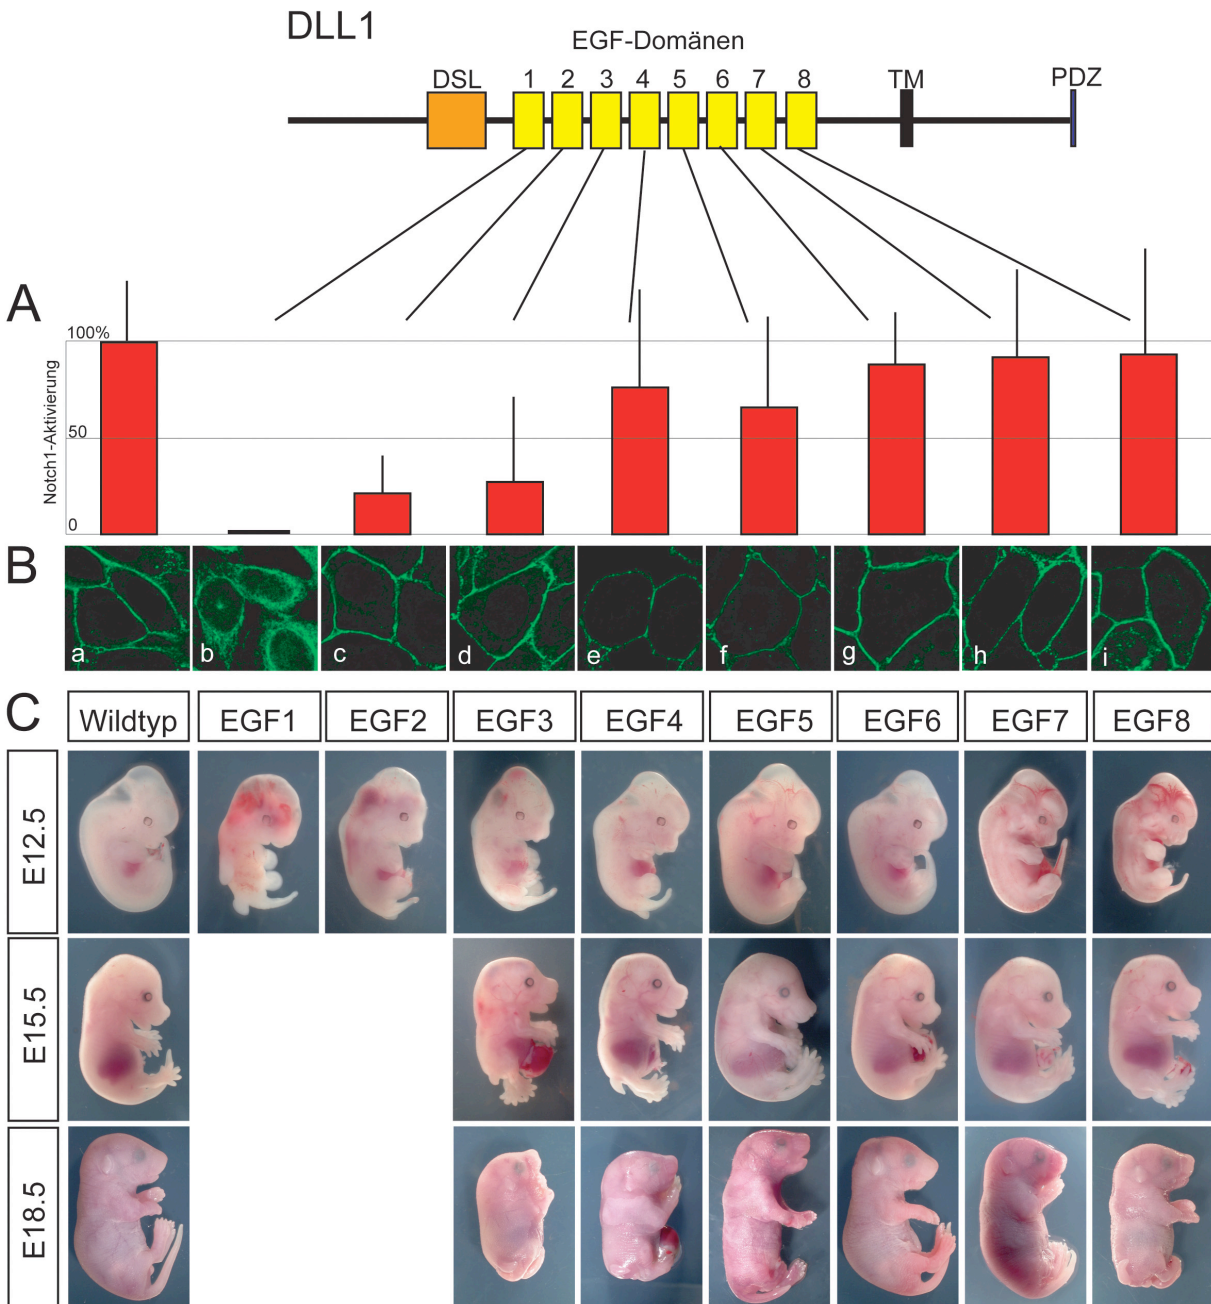 DLL1
EGF-Domänen
DSL 1 2 3 4 5 6 7 8 TM PDZ
A
100%
50
0
Notch1-Aktivierung
B
a b c d e f g h i
C
Wildtyp EGF1 EGF2 EGF3 EGF4 EGF5 EGF6 EGF7 EGF8
E12.5
E15.5
E18.5